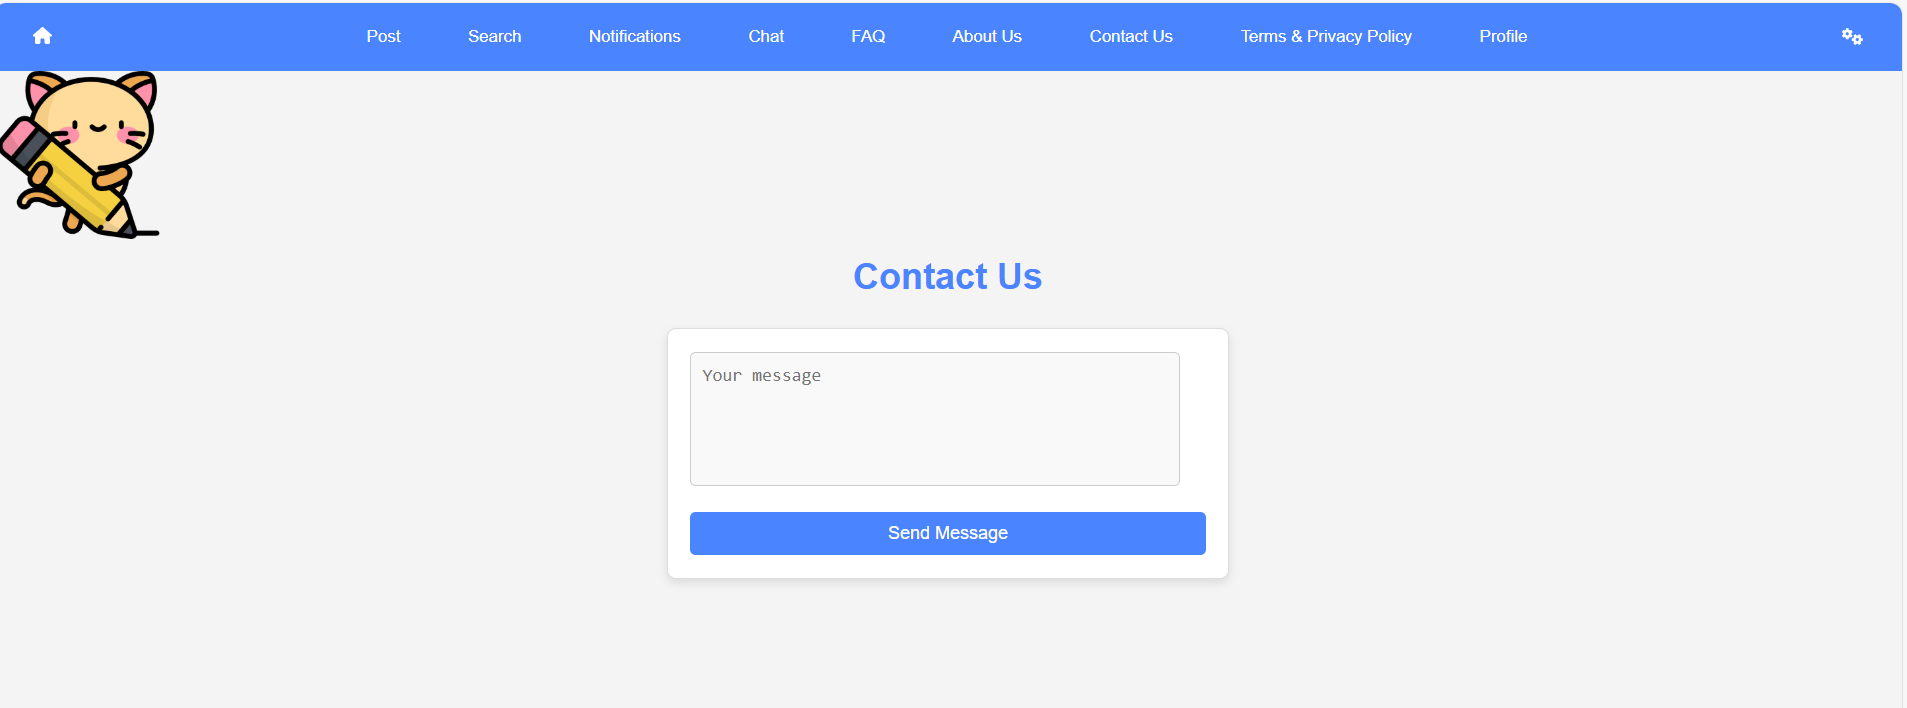 Post Search Notifications Chat FAQ About Us Contact Us Terms & Privacy Policy Profile
Contact Us
Your message
Send Message